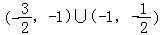 (-3/2, -1)∪(-1, -1/2)